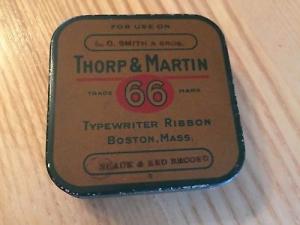 FOR USE ON
L. C. SMITH & BROS.
THORP & MARTIN
TRADE 66 MARK
TYPEWRITER RIBBON
BOSTON, MASS.
BLACK & RED RECORD